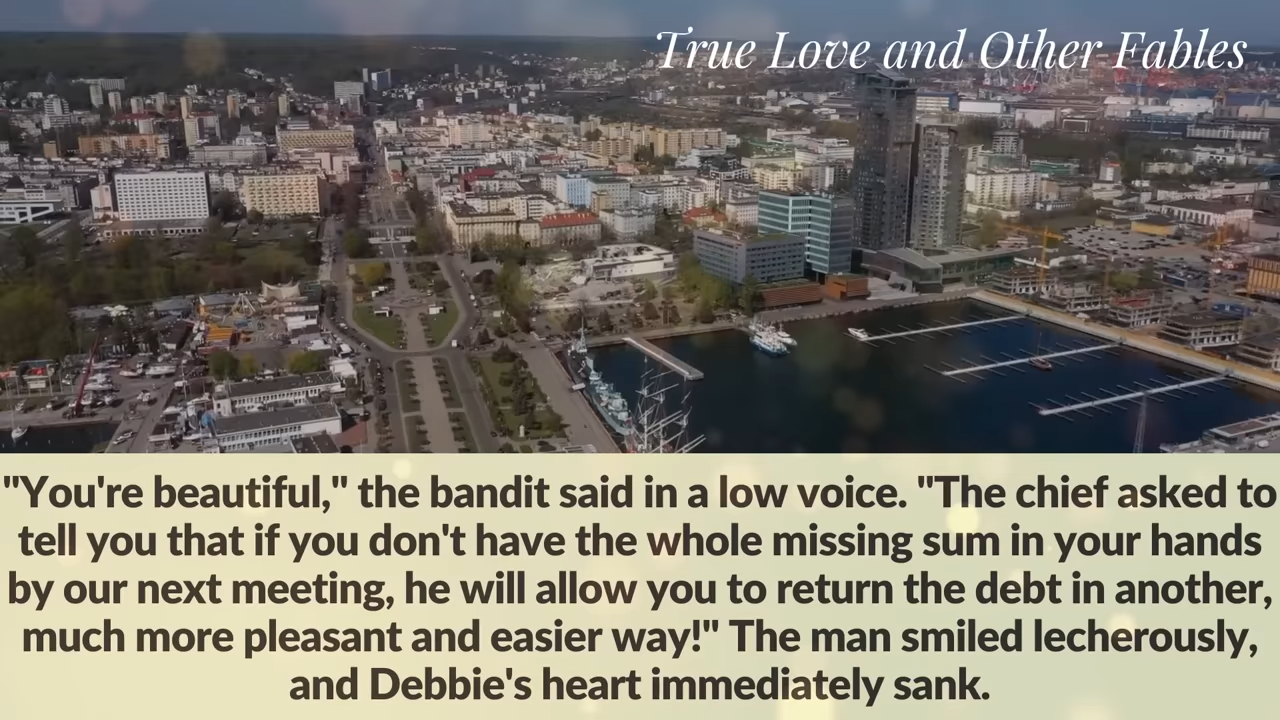 True Love and Other Fables
"You're beautiful," the bandit said in a low voice. "The chief asked to
tell you that if you don't have the whole missing sum in your hands
by our next meeting, he will allow you to return the debt in another,
much more pleasant and easier way!" The man smiled lecherously,
and Debbie's heart immediately sank.